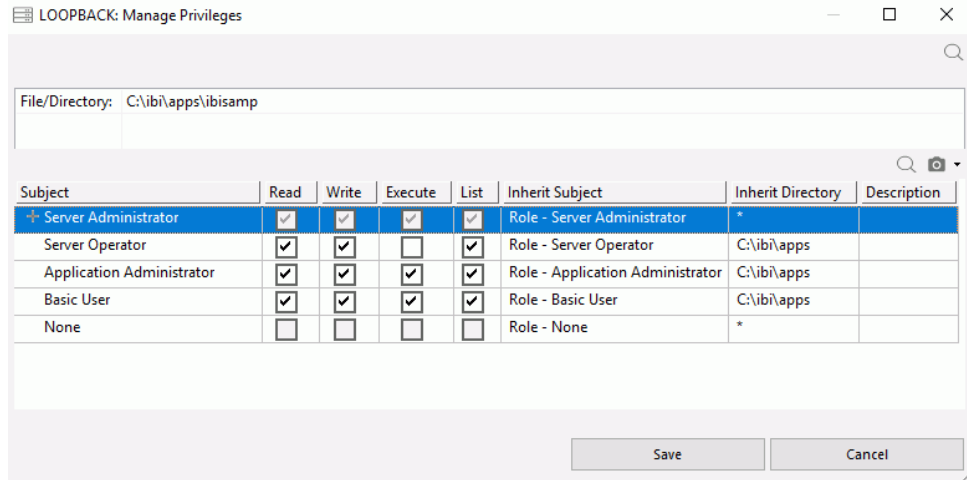 LOOPBACK: Manage Privileges
File/Directory: C:\ibi\apps\ibisamp
Subject Read Write Execute List Inherit Subject Inherit Directory Description
Server Administrator Role - Server Administrator *
Server Operator Role - Server Operator C:\ibi\apps
Application Administrator Role - Application Administrator C:\ibi\apps
Basic User Role - Basic User C:\ibi\apps
None Role - None *
Save Cancel